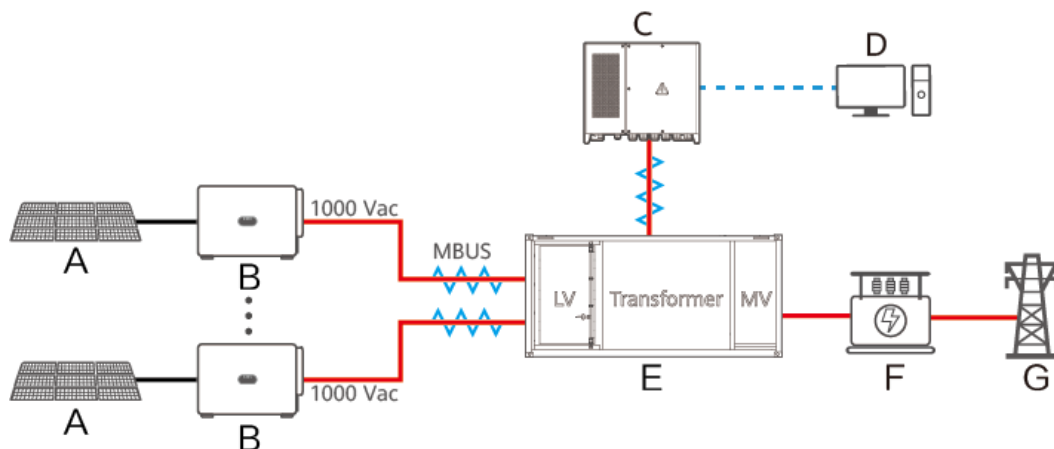 C
D
1000 Vac
A
B
MBUS
LV
Transformer
MV
E
F
G
1000 Vac
A
B